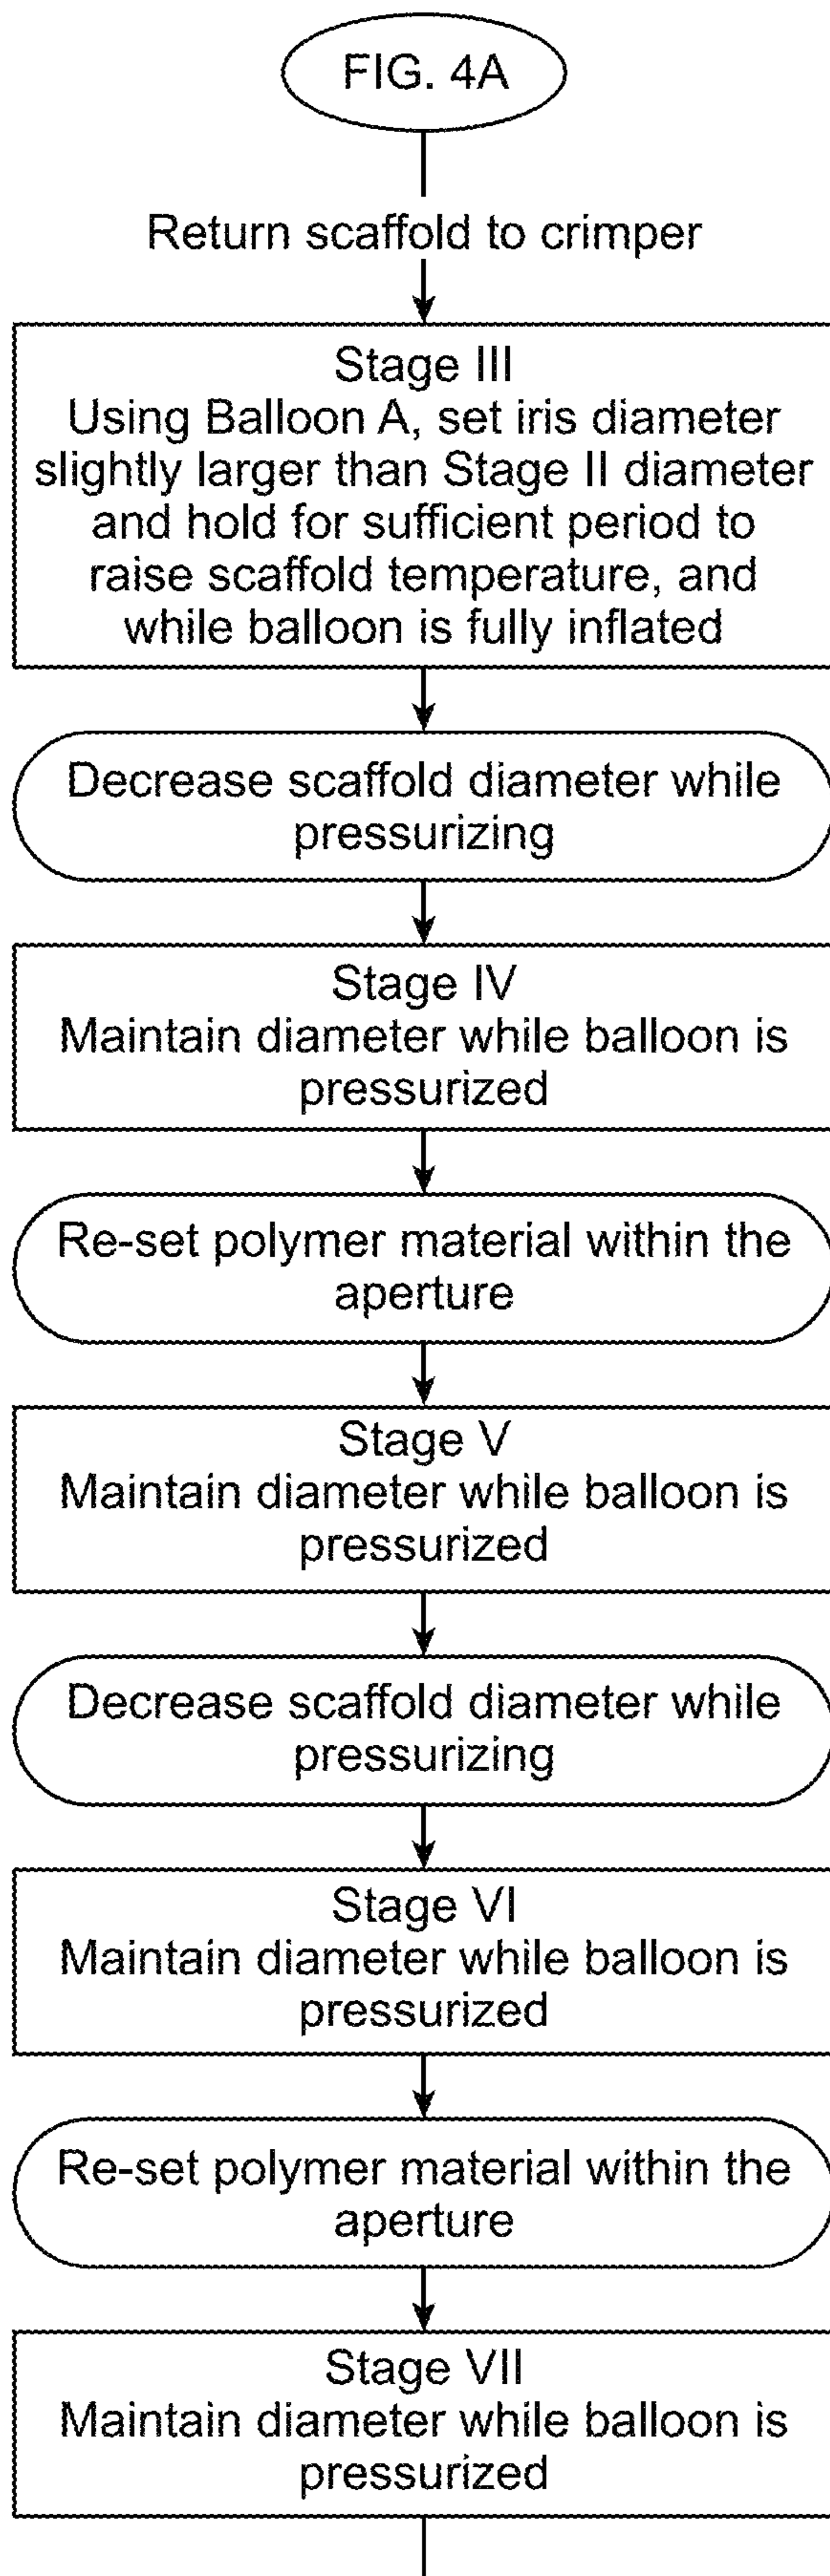 FIG. 4A
Return scaffold to crimper
Stage III
Using Balloon A, set iris diameter
slightly larger than Stage II diameter
and hold for sufficient period to
raise scaffold temperature, and
while balloon is fully inflated
Decrease scaffold diameter while
pressurizing
Stage IV
Maintain diameter while balloon is
pressurized
Re-set polymer material within the
aperture
Stage V
Maintain diameter while balloon is
pressurized
Decrease scaffold diameter while
pressurizing
Stage VI
Maintain diameter while balloon is
pressurized
Re-set polymer material within the
aperture
Stage VII
Maintain diameter while balloon is
pressurized